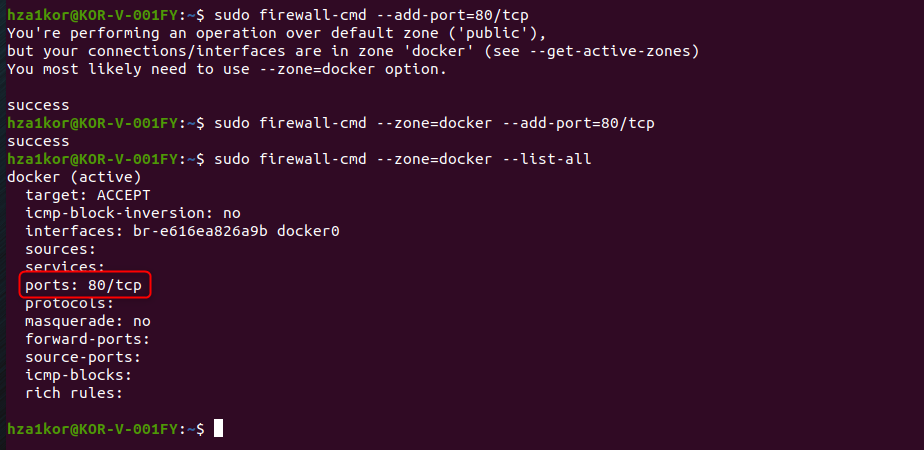 hza1kor@KOR-V-001FY:~$ sudo firewall-cmd --add-port=80/tcp
You're performing an operation over default zone ('public'),
but your connections/interfaces are in zone 'docker' (see --get-active-zones)
You most likely need to use --zone=docker option.

success
hza1kor@KOR-V-001FY:~$ sudo firewall-cmd --zone=docker --add-port=80/tcp
success
hza1kor@KOR-V-001FY:~$ sudo firewall-cmd --zone=docker --list-all
docker (active)
  target: ACCEPT
  icmp-block-inversion: no
  interfaces: br-e616ea826a9b docker0
  sources:
  services:
  ports: 80/tcp
  protocols:
  masquerade: no
  forward-ports:
  source-ports:
  icmp-blocks:
  rich rules:

hza1kor@KOR-V-001FY:~$